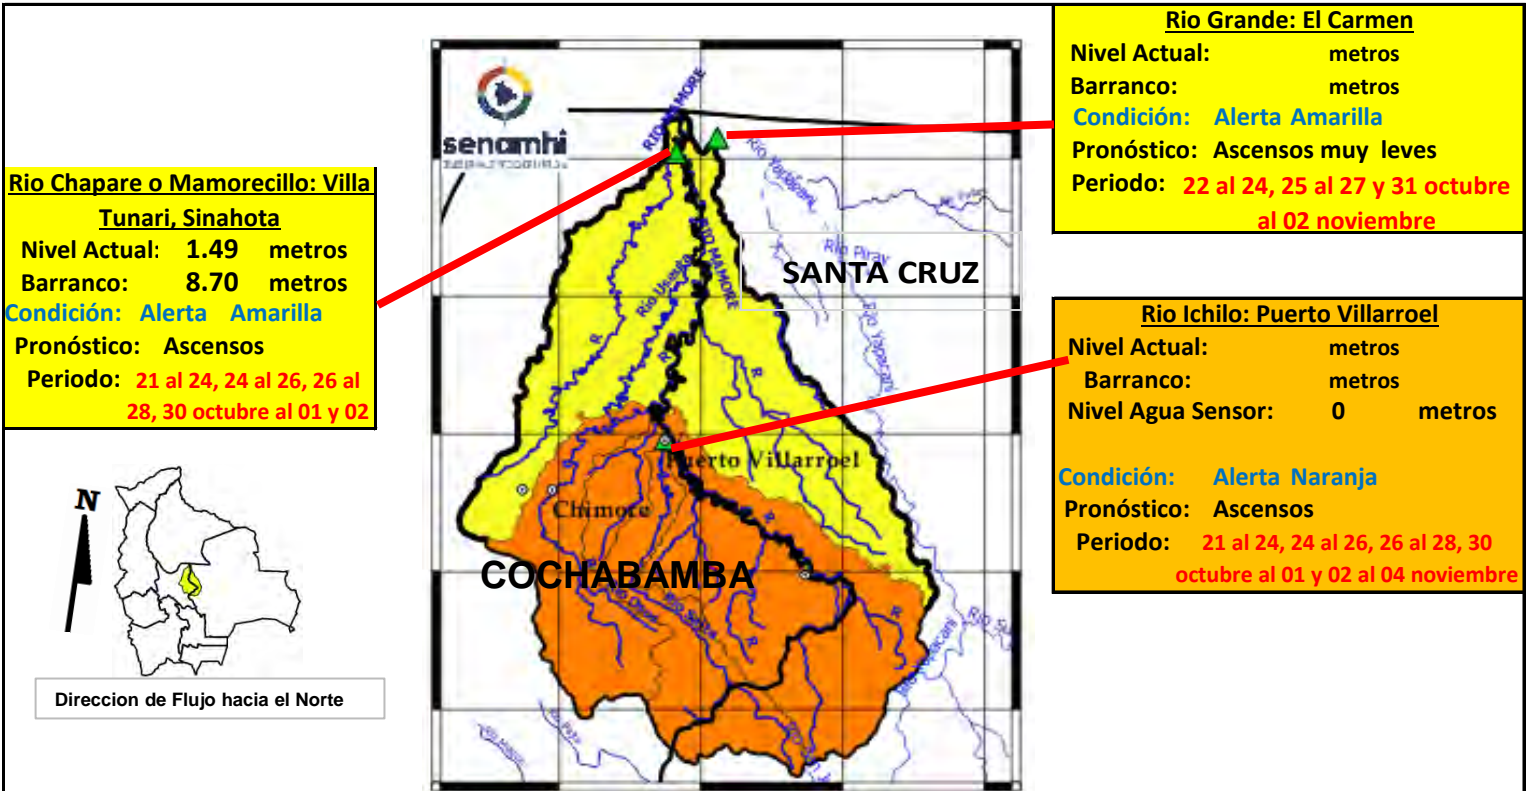 Rio Grande: El Carmen
Nivel Actual: metros
Barranco: metros
Condición: Alerta Amarilla
Pronóstico: Ascensos muy leves
Periodo: 22 al 24, 25 al 27 y 31 octubre
al 02 noviembre
senamhi
RIO MAMORE
Rio Yapacani
Rio Chapare o Mamorecillo: Villa
Tunari, Sinahota
Nivel Actual: 1.49 metros
Barranco: 8.70 metros
Condición: Alerta Amarilla
Pronóstico: Ascensos
Periodo: 21 al 24, 24 al 26, 26 al
28, 30 octubre al 01 y 02
RIO MAMORE
Rio Piray
SANTA CRUZ
Rio Yapacani
R
R
R
Rio Ichilo: Puerto Villarroel
Nivel Actual: metros
Barranco: metros
Nivel Agua Sensor: 0 metros
Condición: Alerta Naranja
Pronóstico: Ascensos
Periodo: 21 al 24, 24 al 26, 26 al 28, 30
octubre al 01 y 02 al 04 noviembre
Puerto Villarroel
Chimore
COCHABAMBA
R
R
R
R
N
Direccion de Flujo hacia el Norte